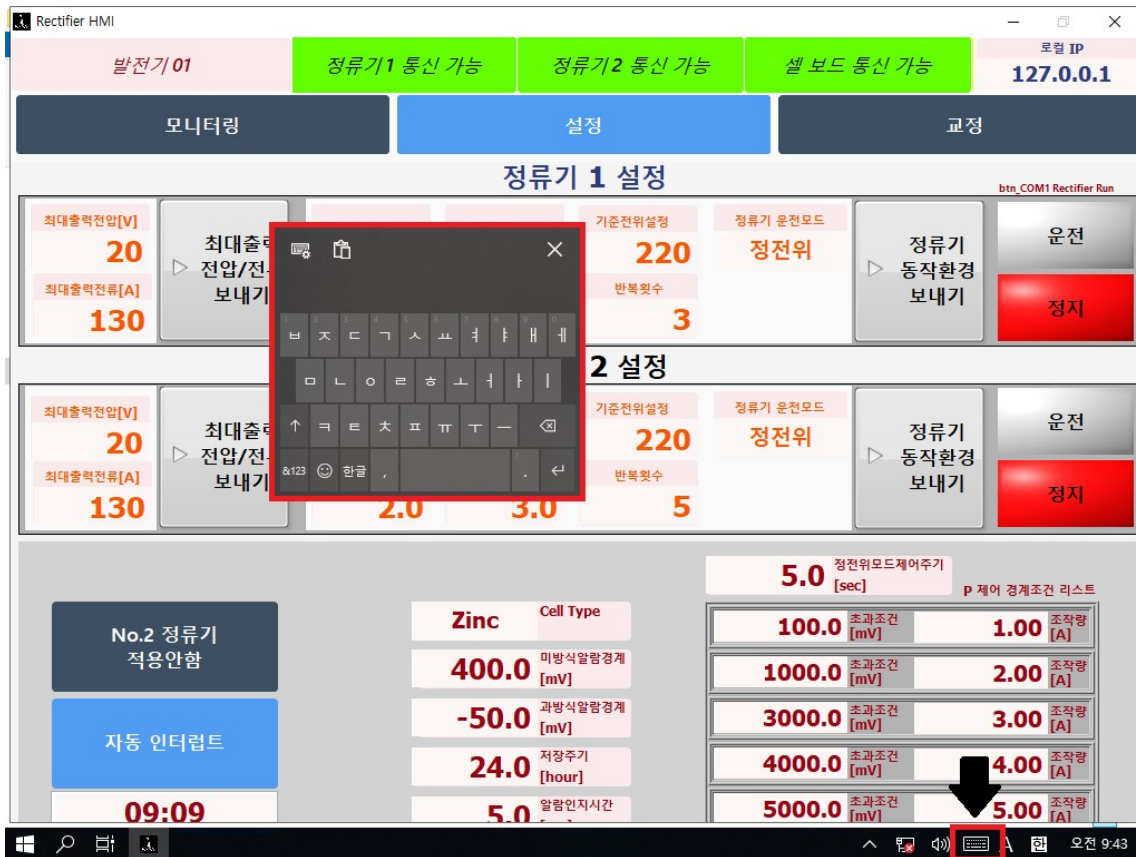 Rectifier HMI
발전기 01
정류기1 통신 가능
정류기2 통신 가능
셀 보드 통신 가능
로컬 IP
127.0.0.1
모니터링
설정
교정
정류기 1 설정
btn_COM1 Rectifier Run
최대출력전압[V]
20
최대출력전류[A]
130
최대출력
전압/전
보내기
기준전위설정
220
반복횟수
3
정류기 운전모드
정전위
정류기
동작환경
보내기
운전
정지
2 설정
최대출력전압[V]
20
최대출력전류[A]
130
최대출력
전압/전
보내기
2.0
3.0
기준전위설정
220
반복횟수
5
정류기 운전모드
정전위
정류기
동작환경
보내기
운전
정지
1 2 3 4 5 6 7 8 9 0
ㅂ ㅈ ㄷ ㄱ ㅅ ㅛ ㅕ ㅑ ㅐ ㅔ
ㅁ ㄴ ㅇ ㄹ ㅎ ㅗ ㅓ ㅏ ㅣ
ㅋ ㅌ ㅊ ㅍ ㅠ ㅜ ㅡ
&123 한글 , ? .
No.2 정류기
적용안함
자동 인터럽트
09:09
Zinc
Cell Type
400.0
미방식알람경계
[mV]
-50.0
과방식알람경계
[mV]
24.0
저장주기
[hour]
5.0
알람인지시간
5.0
정전위모드제어주기
[sec]
P 제어 경계조건 리스트
100.0 초과조건 [mV] 1.00 조작량 [A]
1000.0 초과조건 [mV] 2.00 조작량 [A]
3000.0 초과조건 [mV] 3.00 조작량 [A]
4000.0 초과조건 [mV] 4.00 조작량 [A]
5000.0 초과조건 [mV] 5.00 조작량 [A]
A 한 오전 9:43